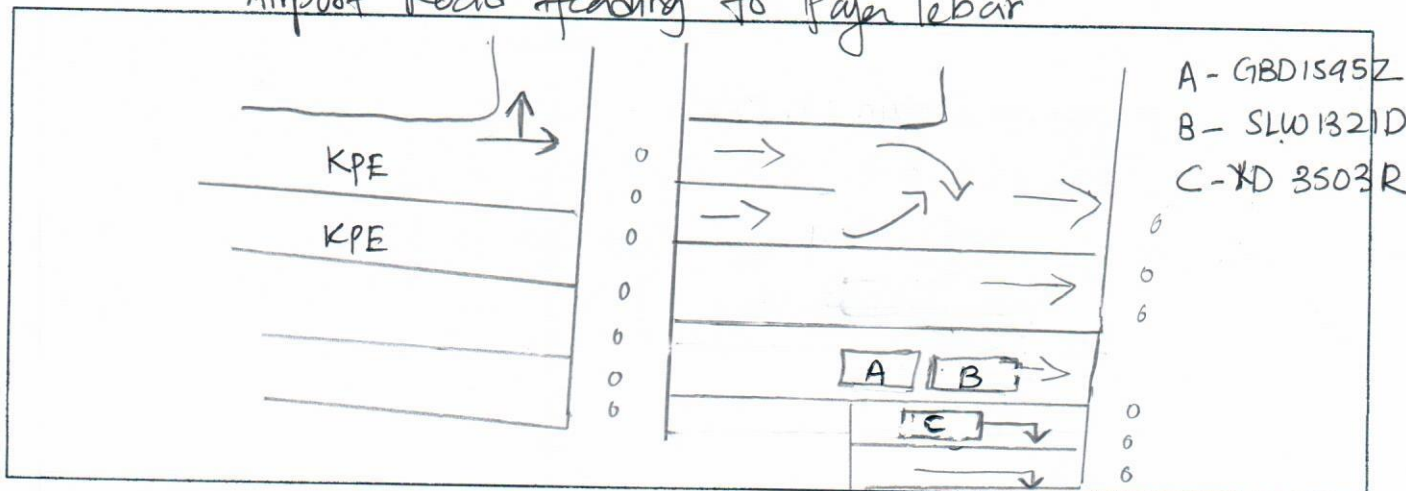 Airport Road Heading to Paya Lebar
A - GBD1595Z
B - SLW1321D
C - XD 3503R
KPE
KPE
A B
C